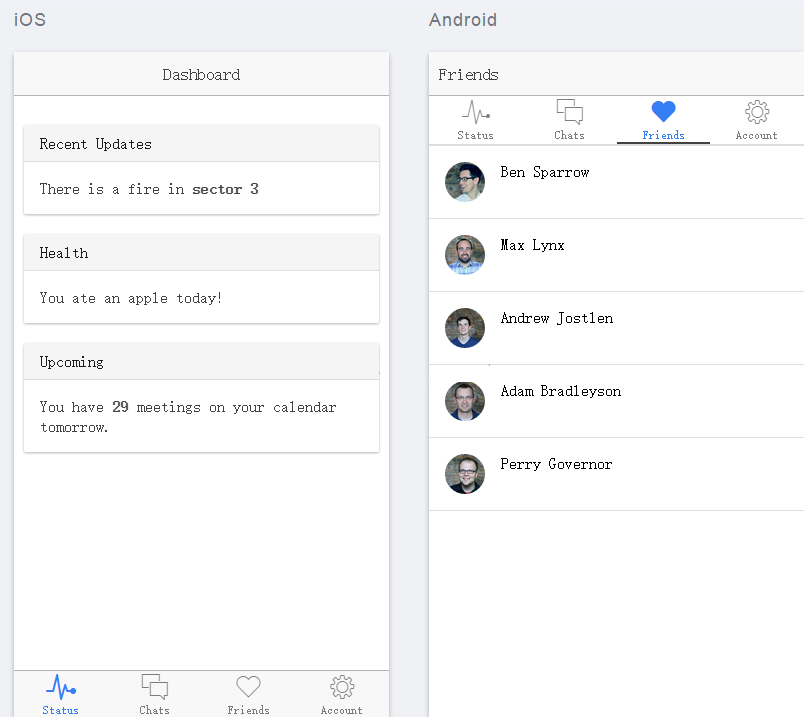 iOS
Dashboard
Recent Updates
There is a fire in sector 3
Health
You ate an apple today!
Upcoming
You have 29 meetings on your calendar
tomorrow.
Status
Chats
Friends
Account
Android
Friends
Status
Chats
Friends
Account
Ben Sparrow
Max Lynx
Andrew Jostlen
Adam Bradleyson
Perry Governor